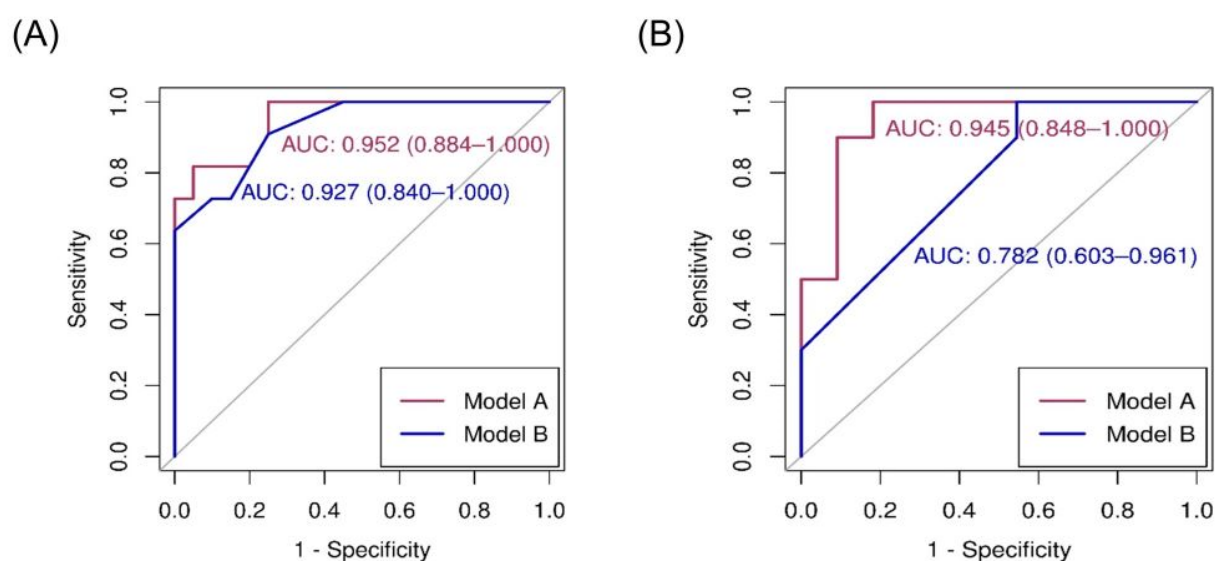 (A)
Sensitivity
1.0
0.8
0.6
0.4
0.2
0.0
AUC: 0.952 (0.884–1.000)
AUC: 0.927 (0.840–1.000)
Model A
Model B
0.0 0.2 0.4 0.6 0.8 1.0
1 - Specificity
(B)
Sensitivity
1.0
0.8
0.6
0.4
0.2
0.0
AUC: 0.945 (0.848–1.000)
AUC: 0.782 (0.603–0.961)
Model A
Model B
0.0 0.2 0.4 0.6 0.8 1.0
1 - Specificity